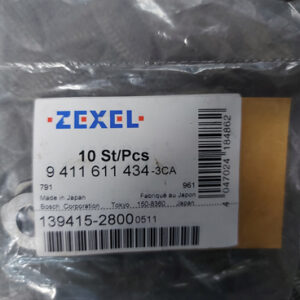 ·ZEXEL·
10 St/Pcs
9 411 611 434-3CA
791 961
Made in Japan Fabriqué au Japon
Bosch Corporation Tokyo 150-8360 Japan
139415-2800 0511
4 047024 184862